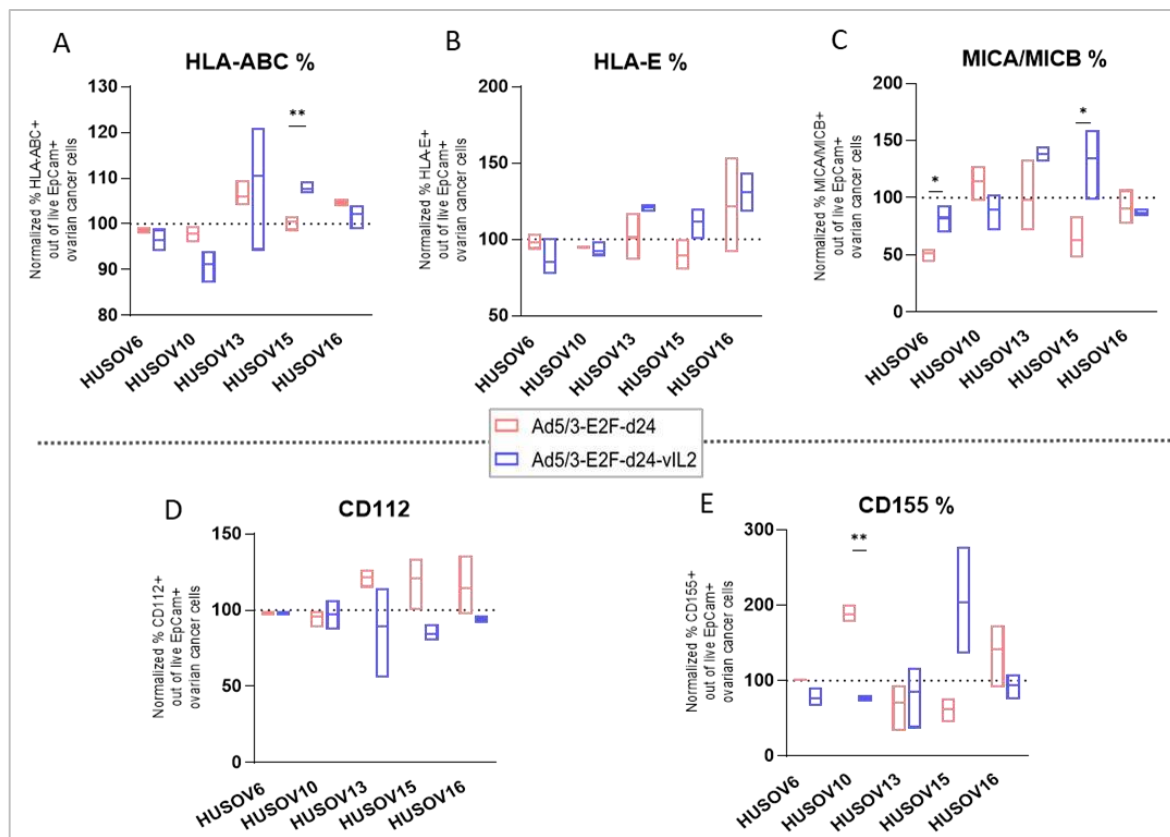 A
HLA-ABC %
Normalized % HLA-ABC+
out of live EpCam+
ovarian cancer cells
130
120
110
100
90
80
**
HUSOV6
HUSOV10
HUSOV13
HUSOV15
HUSOV16
B
HLA-E %
Normalized % HLA-E+
out of live EpCam+
ovarian cancer cells
200
150
100
50
HUSOV6
HUSOV10
HUSOV13
HUSOV15
HUSOV16
C
MICA/MICB %
Normalized % MICA/MICB+
out of live EpCam+
ovarian cancer cells
200
150
100
50
0
*
*
HUSOV6
HUSOV10
HUSOV13
HUSOV15
HUSOV16
Ad5/3-E2F-d24
Ad5/3-E2F-d24-vIL2
D
CD112
Normalized % CD112+
out of live EpCam+
ovarian cancer cells
150
100
50
0
HUSOV6
HUSOV10
HUSOV13
HUSOV15
HUSOV16
E
CD155 %
Normalized % CD155+
out of live EpCam+
ovarian cancer cells
300
200
100
0
**
HUSOV6
HUSOV10
HUSOV13
HUSOV15
HUSOV16